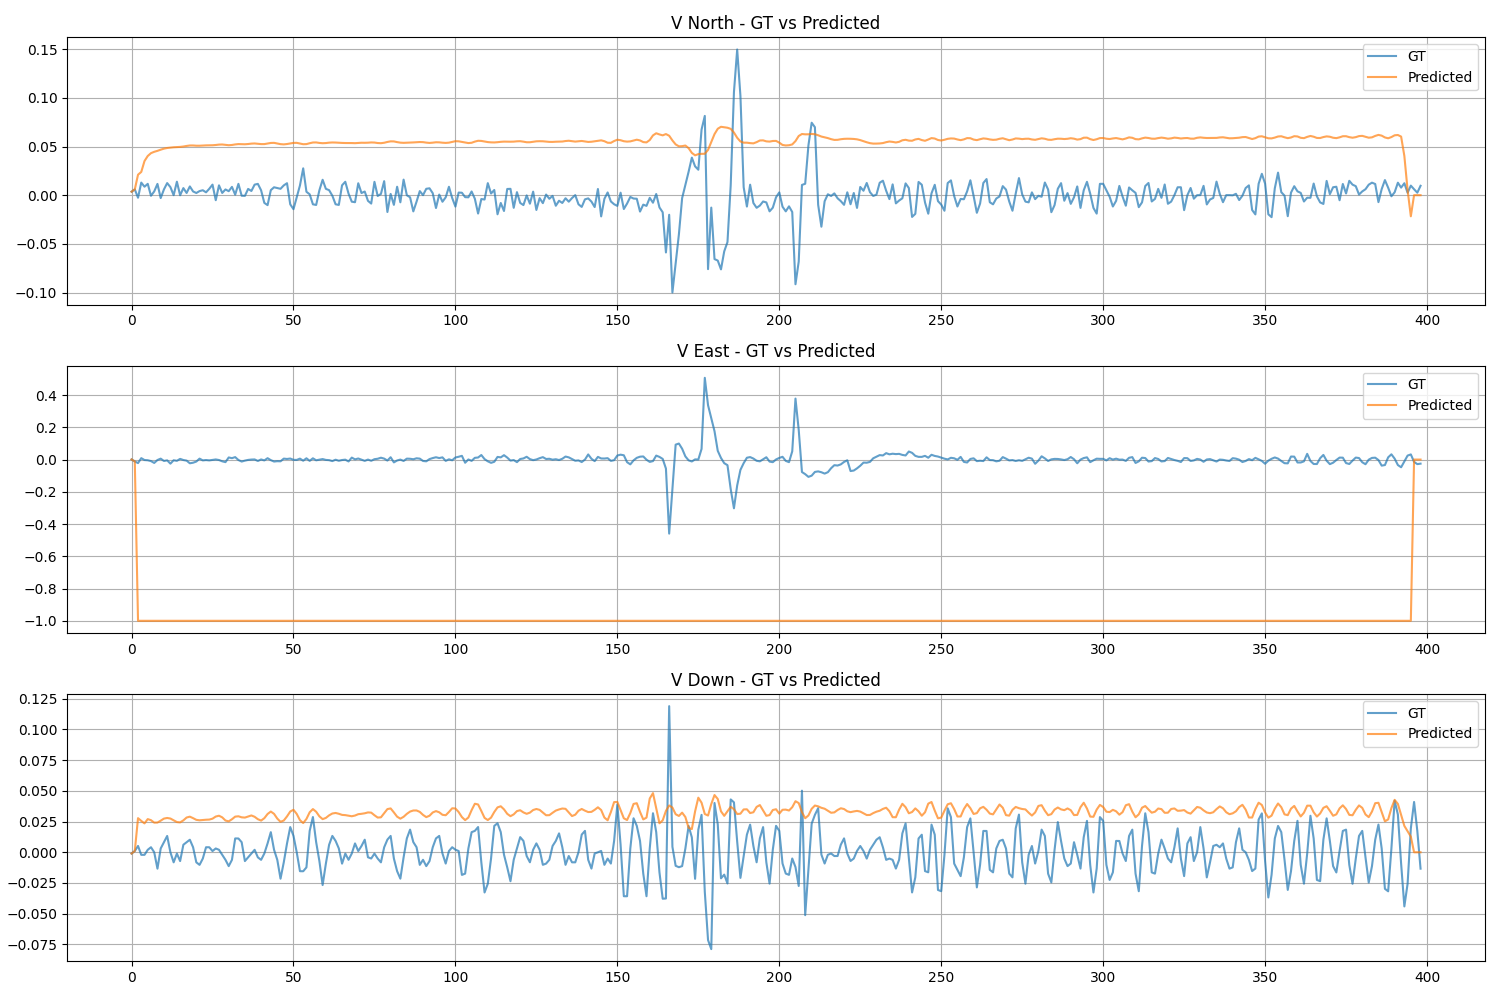 V North - GT vs Predicted
0.15
0.10
0.05
0.00
−0.05
−0.10
GT
Predicted
0 50 100 150 200 250 300 350 400
V East - GT vs Predicted
0.4
0.2
0.0
−0.2
−0.4
−0.6
−0.8
−1.0
GT
Predicted
0 50 100 150 200 250 300 350 400
V Down - GT vs Predicted
0.125
0.100
0.075
0.050
0.025
0.000
−0.025
−0.050
−0.075
GT
Predicted
0 50 100 150 200 250 300 350 400